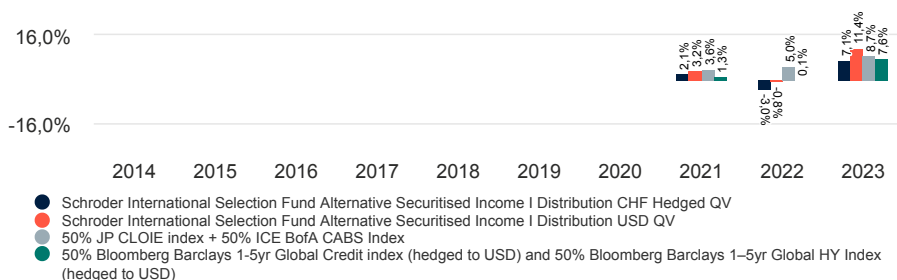 16,0%
2,1%
3,2%
3,6%
1,3%
-3,0%
-0,8%
5,0%
0,1%
7,1%
11,4%
8,7%
7,6%
-16,0%
2014 2015 2016 2017 2018 2019 2020 2021 2022 2023
Schroder International Selection Fund Alternative Securitised Income I Distribution CHF Hedged QV
Schroder International Selection Fund Alternative Securitised Income I Distribution USD QV
50% JP CLOIE index + 50% ICE BofA CABS Index
50% Bloomberg Barclays 1-5yr Global Credit index (hedged to USD) and 50% Bloomberg Barclays 1–5yr Global HY Index
(hedged to USD)